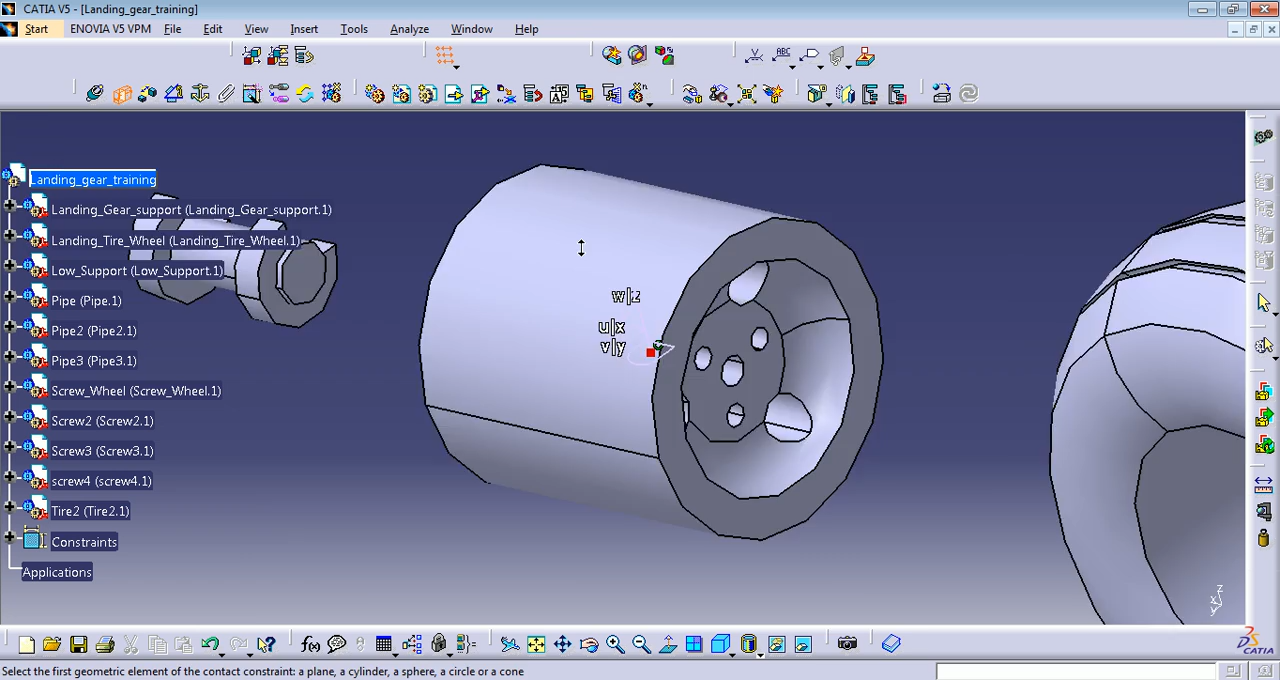 CATIA V5 - [Landing_gear_training]
Start ENOVIA V5 VPM File Edit View Insert Tools Analyze Window Help
ABC
Landing_gear_training
Landing_Gear_support (Landing_Gear_support.1)
Landing_Tire_Wheel (Landing_Tire_Wheel.1)
Low_Support (Low_Support.1)
Pipe (Pipe.1)
Pipe2 (Pipe2.1)
Pipe3 (Pipe3.1)
Screw_Wheel (Screw_Wheel.1)
Screw2 (Screw2.1)
Screw3 (Screw3.1)
screw4 (screw4.1)
Tire2 (Tire2.1)
Constraints
Applications
w|z
u|x
v|y
z
x
y
f(x)
CATIA
Select the first geometric element of the contact constraint: a plane, a cylinder, a sphere, a circle or a cone